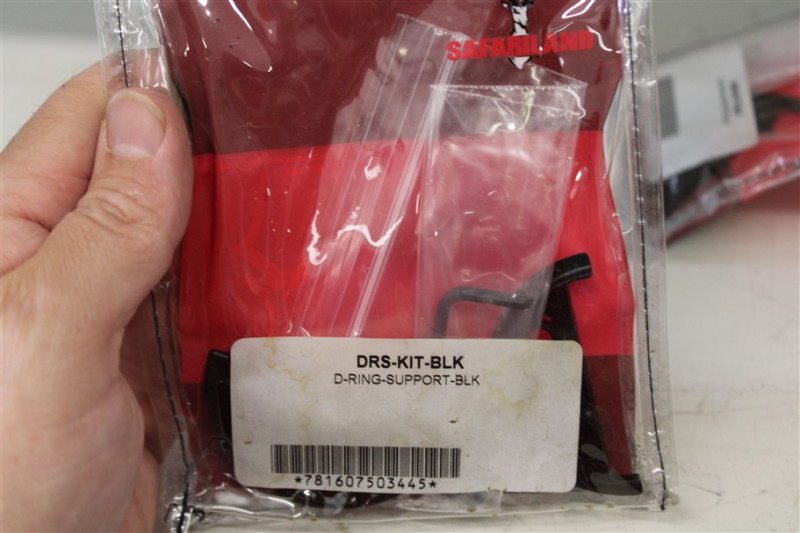 SAFARILAND
DRS-KIT-BLK
D-RING-SUPPORT-BLK
*781607503445*